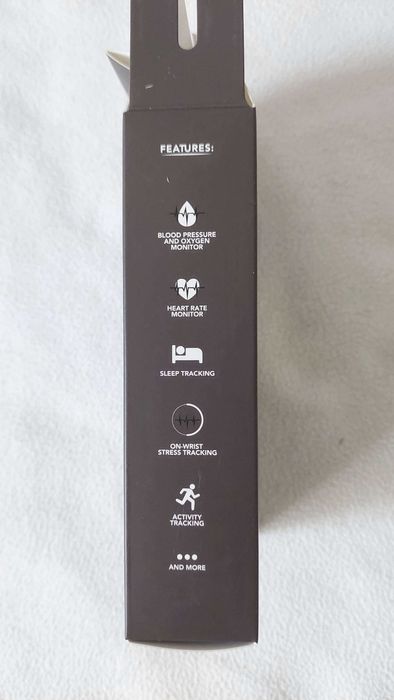 FEATURES:
BLOOD PRESSURE
AND OXYGEN
MONITOR
HEART RATE
MONITOR
SLEEP TRACKING
ON-WRIST
STRESS TRACKING
ACTIVITY
TRACKING
AND MORE